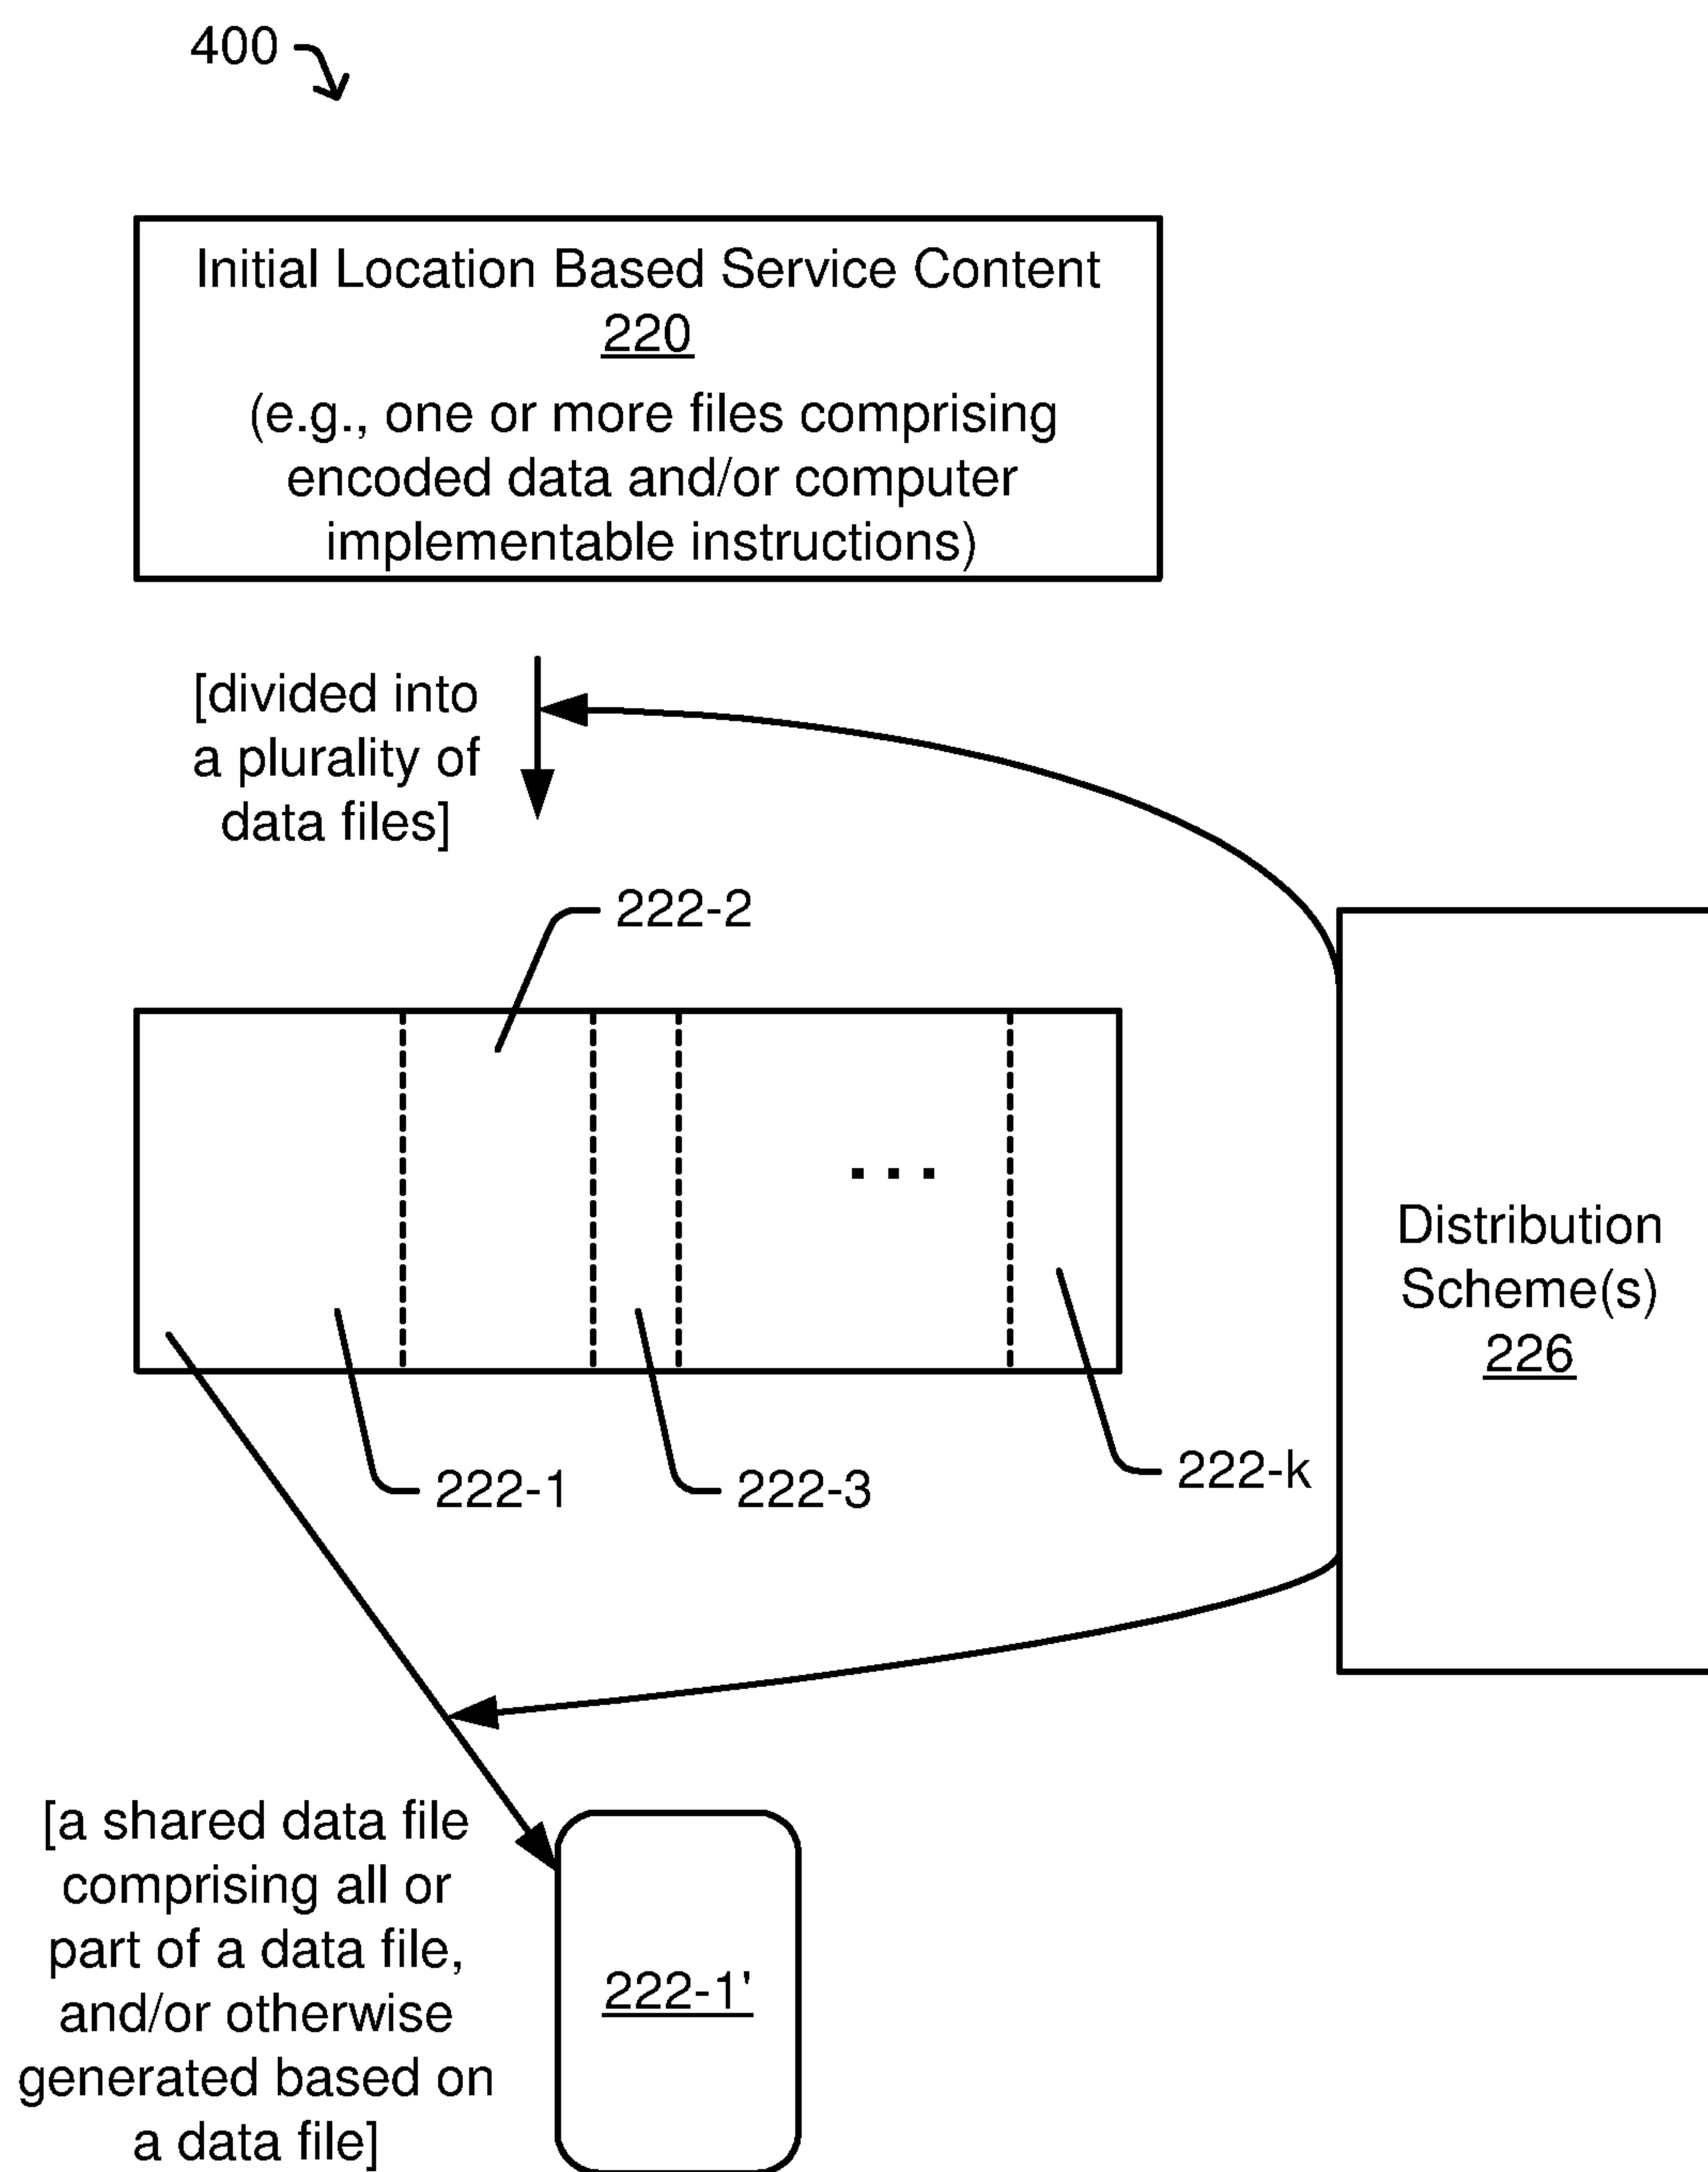 400
Initial Location Based Service Content
220
(e.g., one or more files comprising
encoded data and/or computer
implementable instructions)
[divided into
a plurality of
data files]
222-2
...
Distribution
Scheme(s)
226
222-1
222-3
222-k
[a shared data file
comprising all or
part of a data file,
and/or otherwise
generated based on
a data file]
222-1'